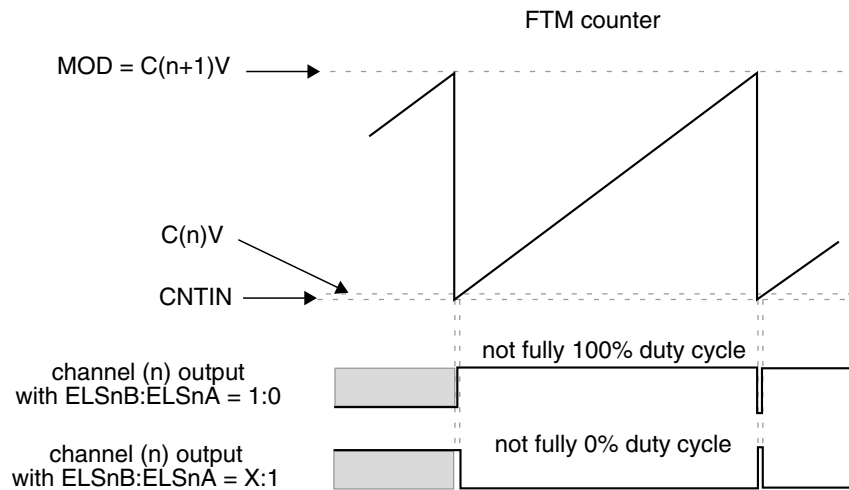 FTM counter
MOD = C(n+1)V
C(n)V
CNTIN
not fully 100% duty cycle
channel (n) output
with ELSnB:ELSnA = 1:0
not fully 0% duty cycle
channel (n) output
with ELSnB:ELSnA = X:1